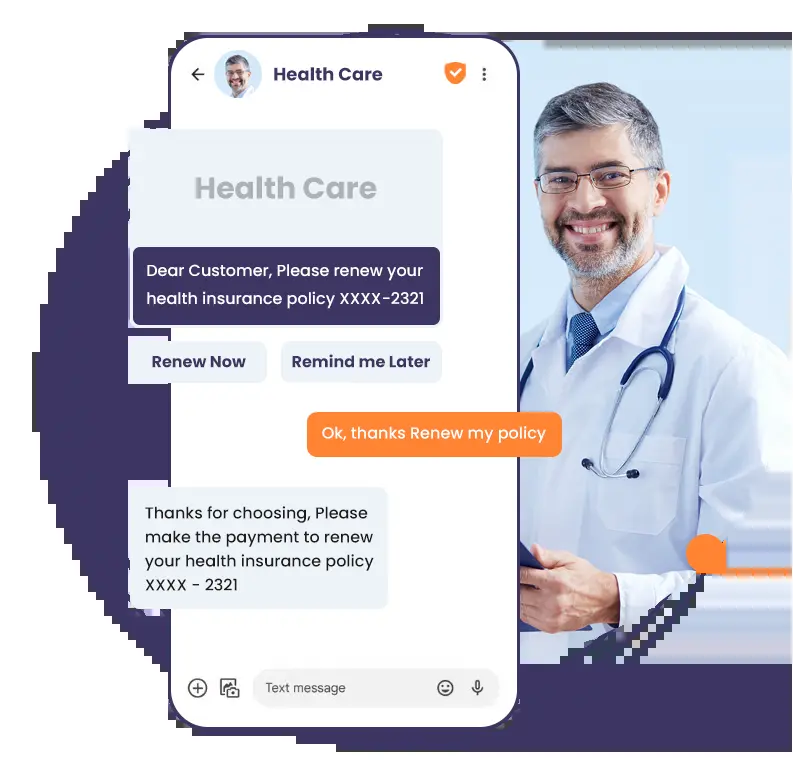 Health Care
Health Care
Dear Customer, Please renew your
health insurance policy XXXX-2321
Renew Now
Remind me Later
Ok, thanks Renew my policy
Thanks for choosing, Please
make the payment to renew
your health insurance policy
XXXX - 2321
Text message